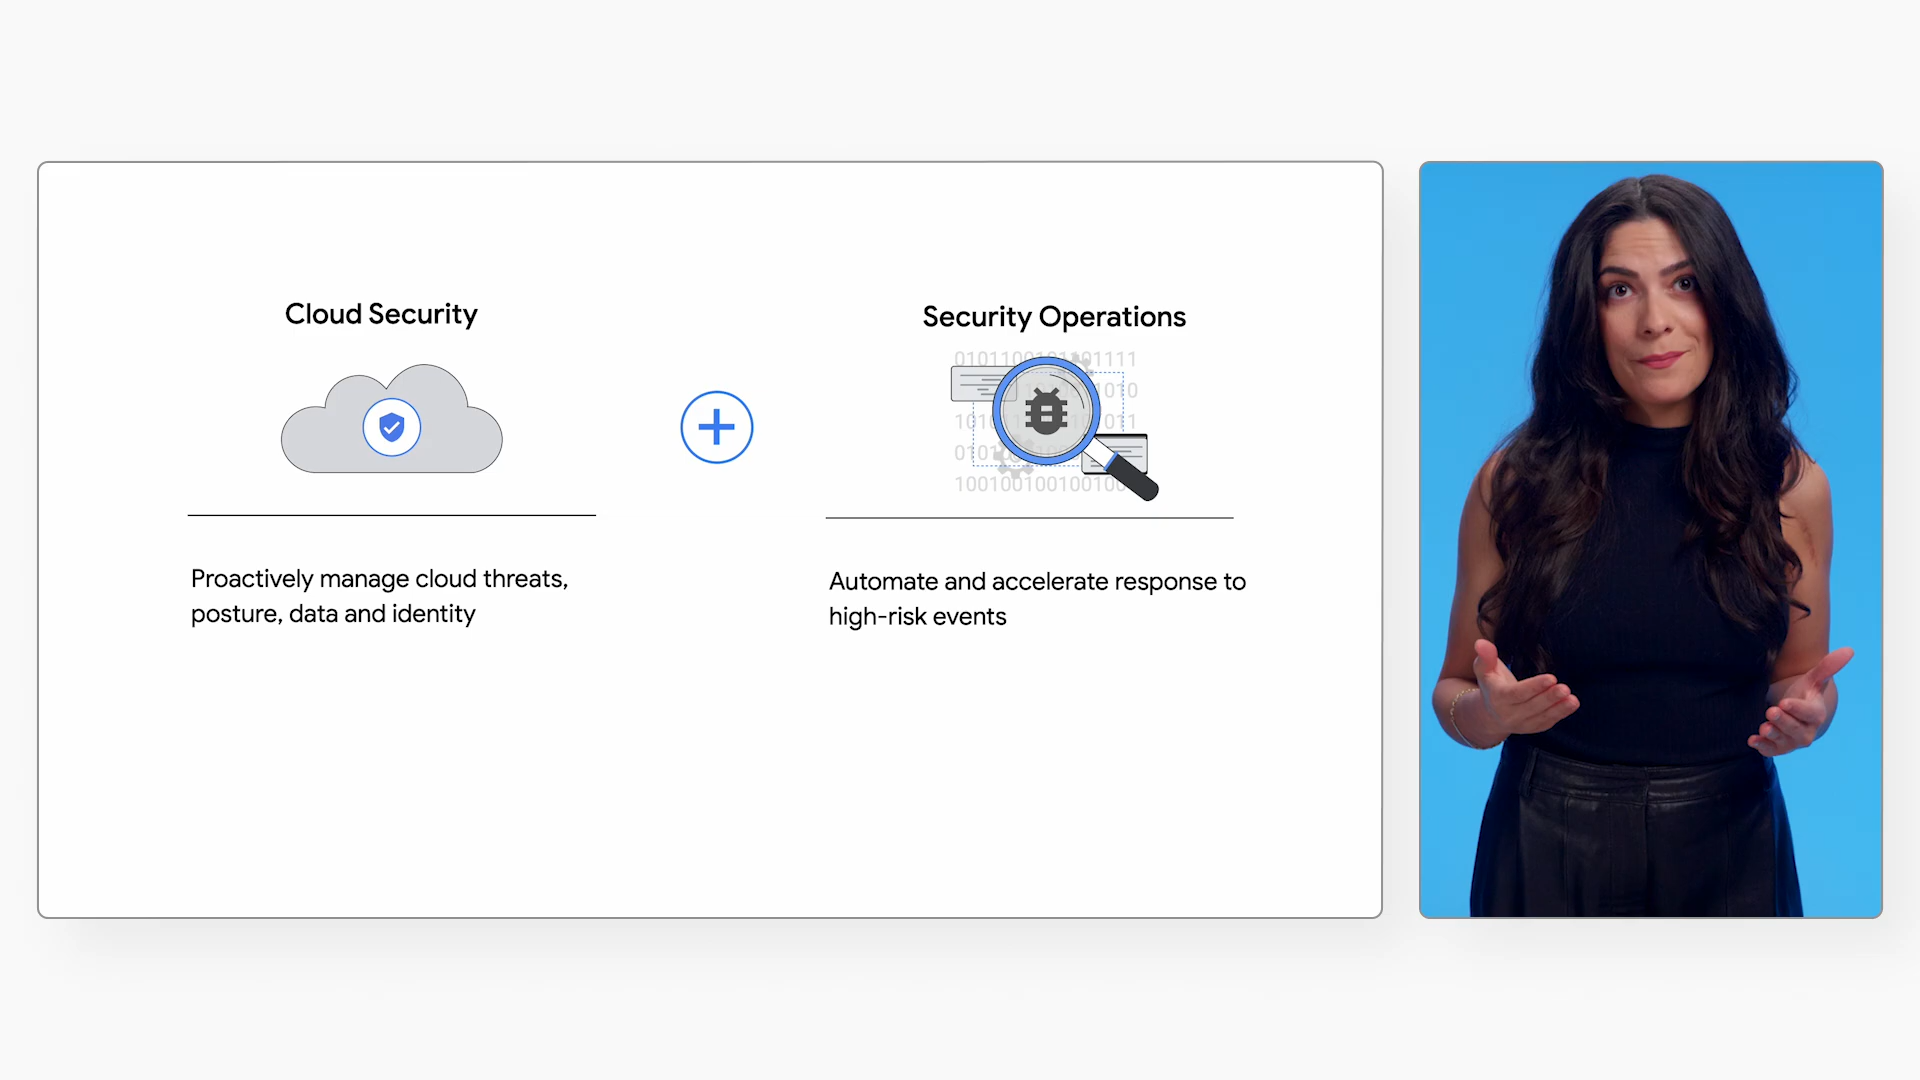 Cloud Security
Proactively manage cloud threats,
posture, data and identity
Security Operations
Automate and accelerate response to
high-risk events